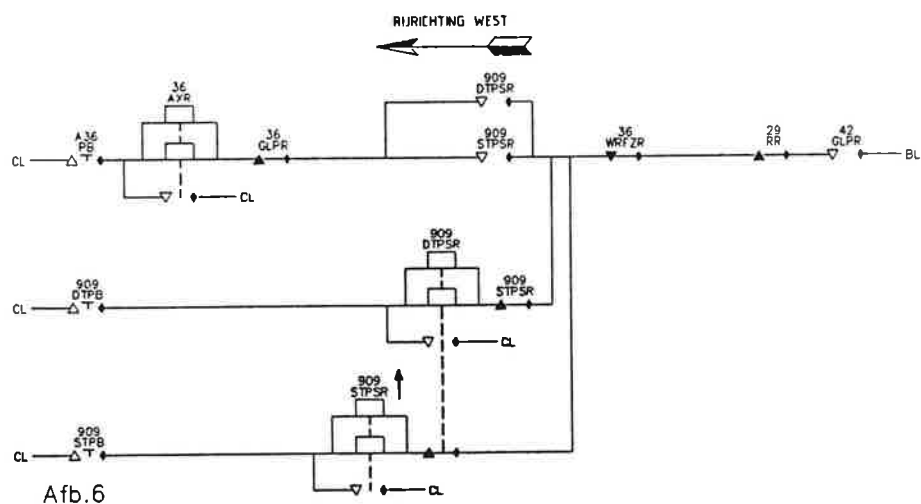 RIJRICHTING WEST
909
DTPSR
36
AXR
A36
PB
36
GLPR
909
STPSR
36
WRFZR
29
RR
42
GLPR
CL
BL
CL
909
DTPSR
909
DTPB
909
STPSR
CL
CL
909
STPSR
909
STPB
CL
CL
Afb.6